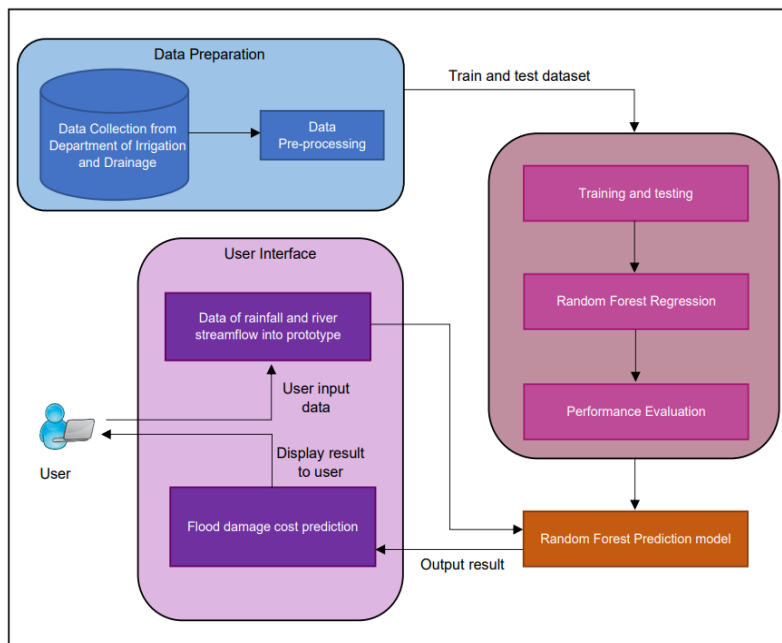 Data Preparation
Data Collection from
Department of Irrigation
and Drainage
Data
Pre-processing
Train and test dataset
Training and testing
Random Forest Regression
Performance Evaluation
User Interface
Data of rainfall and river
streamflow into prototype
User input
data
User
Display result
to user
Flood damage cost prediction
Output result
Random Forest Prediction model